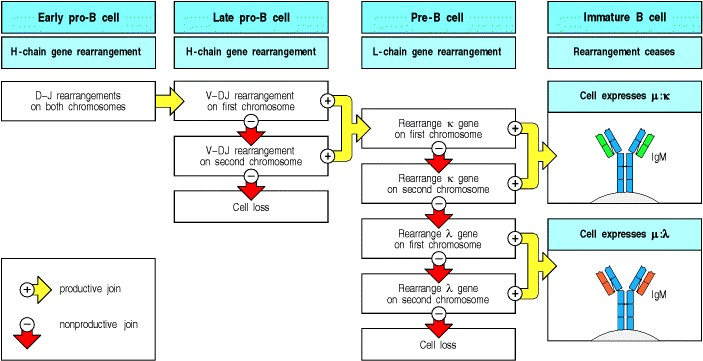 Early pro-B cell
H-chain gene rearrangement
D–J rearrangements
on both chromosomes
Late pro-B cell
H-chain gene rearrangement
V-DJ rearrangement
on first chromosome
+
−
V-DJ rearrangement
on second chromosome
+
−
Cell loss
Pre-B cell
L-chain gene rearrangement
Rearrange κ gene
on first chromosome
+
−
Rearrange κ gene
on second chromosome
+
−
Rearrange λ gene
on first chromosome
+
−
Rearrange λ gene
on second chromosome
+
−
Cell loss
Immature B cell
Rearrangement ceases
Cell expresses μ:κ
IgM
Cell expresses μ:λ
IgM
+
productive join
−
nonproductive join